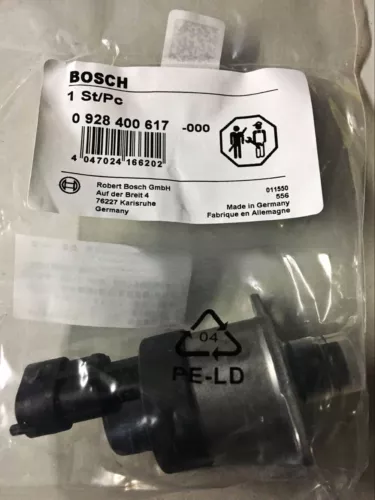 BOSCH
1 St/Pc
0 928 400 617 -000
4 047024 166202
Robert Bosch GmbH
Auf der Breit 4
76227 Karlsruhe
Germany
011550
556
Made in Germany
Fabrique en Allemagne
04
PE-LD